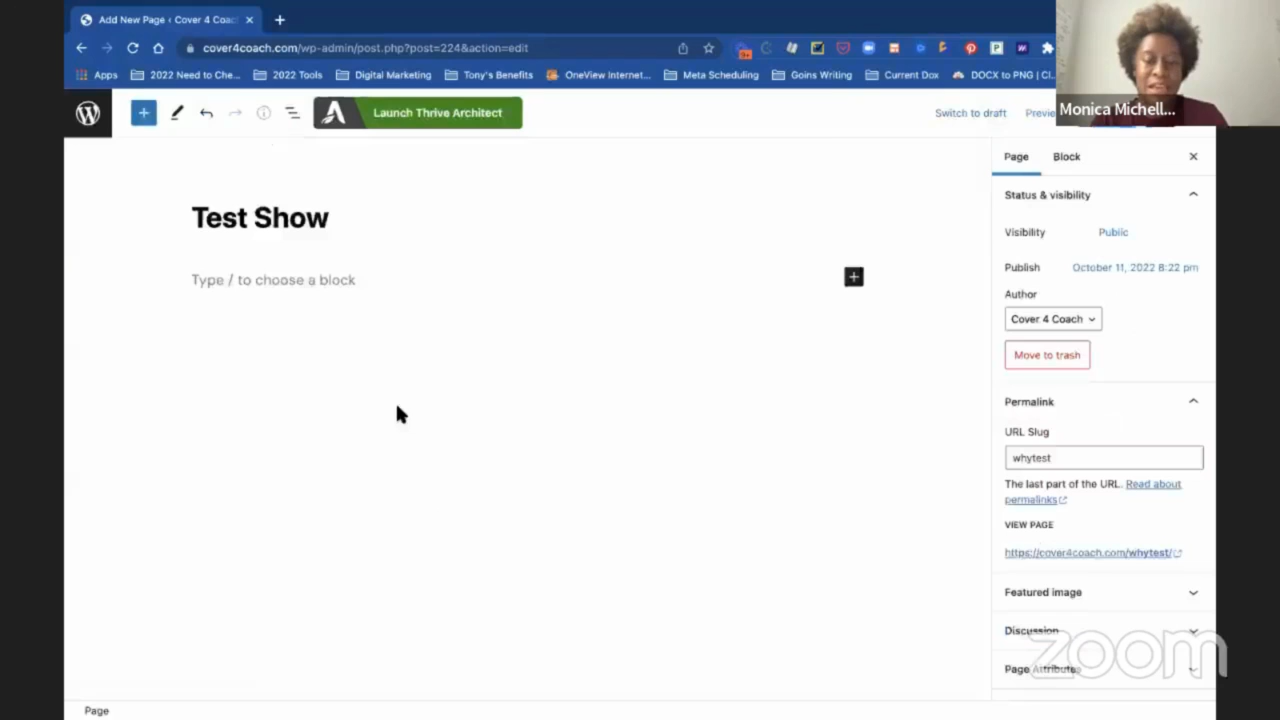 Add New Page ‹ Cover 4 Coac
cover4coach.com/wp-admin/post.php?post=224&action=edit
Apps 2022 Need to Che... 2022 Tools Digital Marketing Tony's Benefits OneView Internet... Meta Scheduling Goins Writing Current Dox DOCX to PNG | Cl...
Monica Michell...
Launch Thrive Architect
Switch to draft Previe
Page Block
Status & visibility
Test Show
Visibility Public
Type / to choose a block
Publish October 11, 2022 8:22 pm
Author
Cover 4 Coach
Move to trash
Permalink
URL Slug
whytest
The last part of the URL. Read about
permalinks
VIEW PAGE
https://cover4coach.com/whytest/
Featured image
Discussion
zoom
Page Attributes
Page